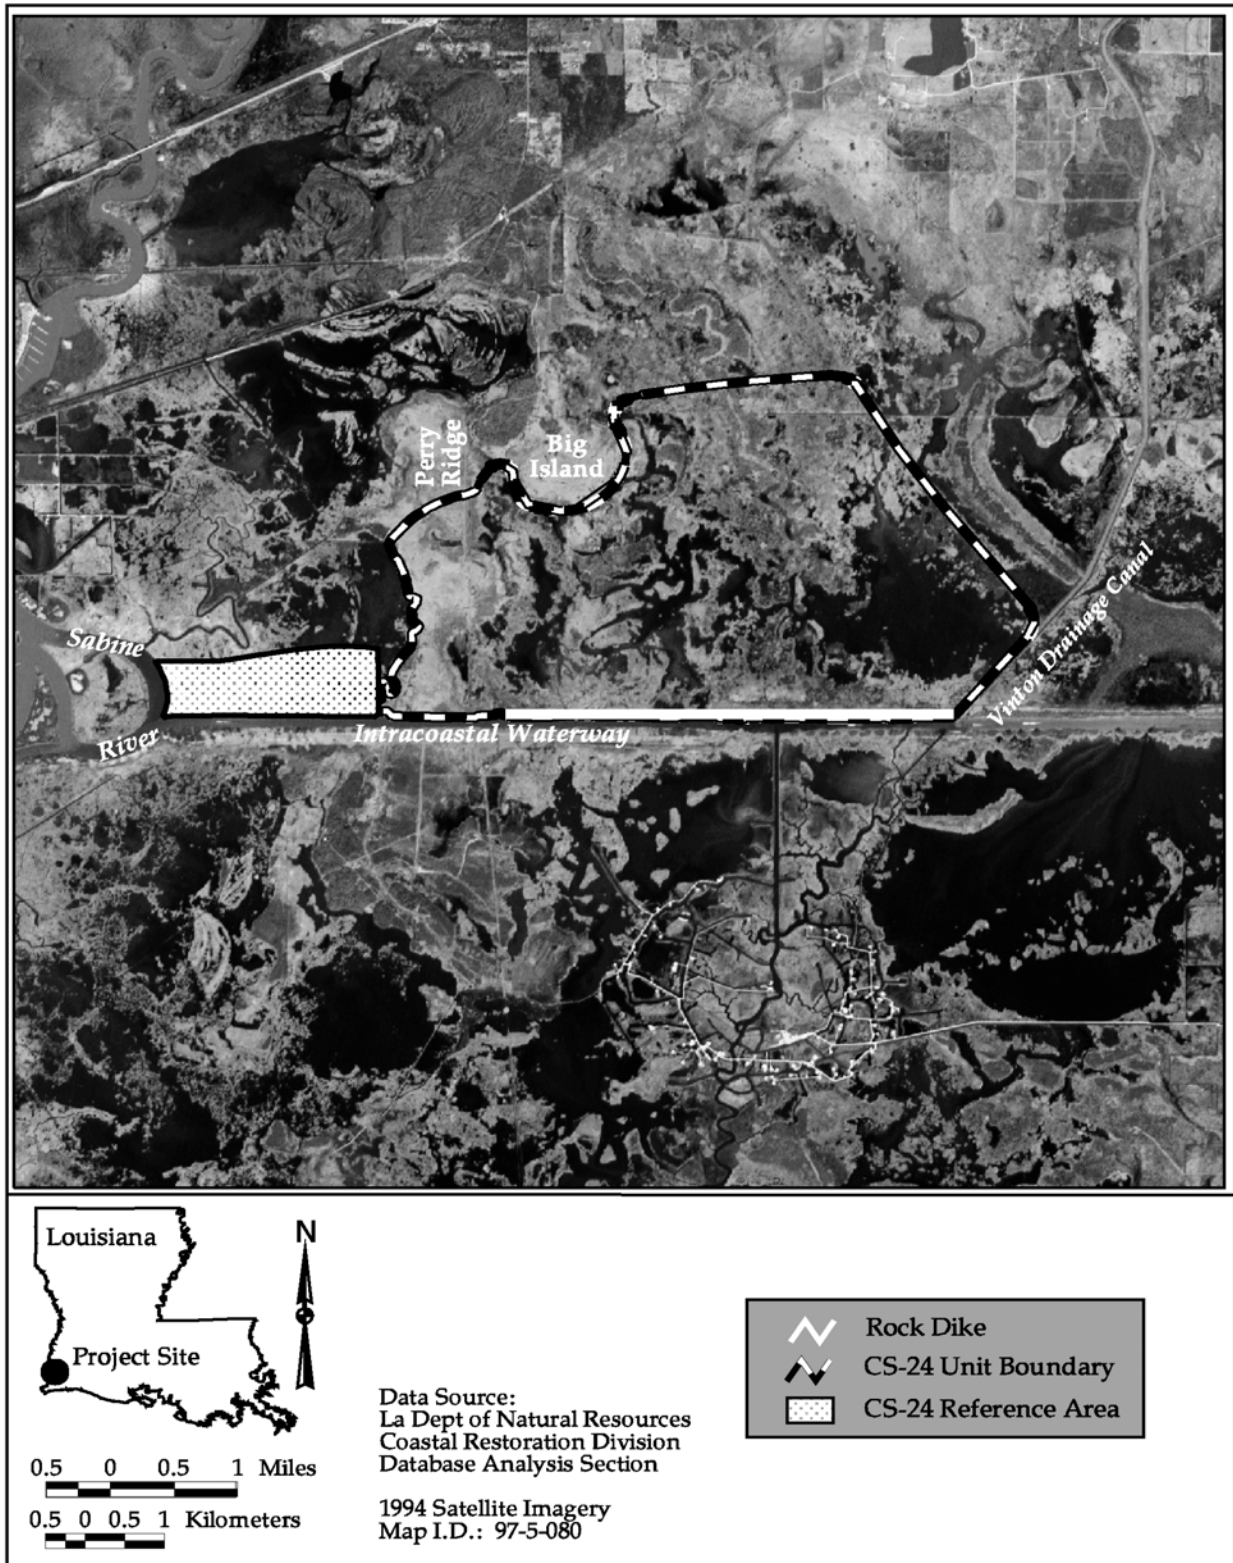 Perry
Ridge
Big
Island
Sabine
River
Vinton Drainage Canal
Intracoastal Waterway
Louisiana
Project Site
N
0.5 0 0.5 1 Miles
0.5 0 0.5 1 Kilometers
Data Source:
La Dept of Natural Resources
Coastal Restoration Division
Database Analysis Section
1994 Satellite Imagery
Map I.D.: 97-5-080
Rock Dike
CS-24 Unit Boundary
CS-24 Reference Area